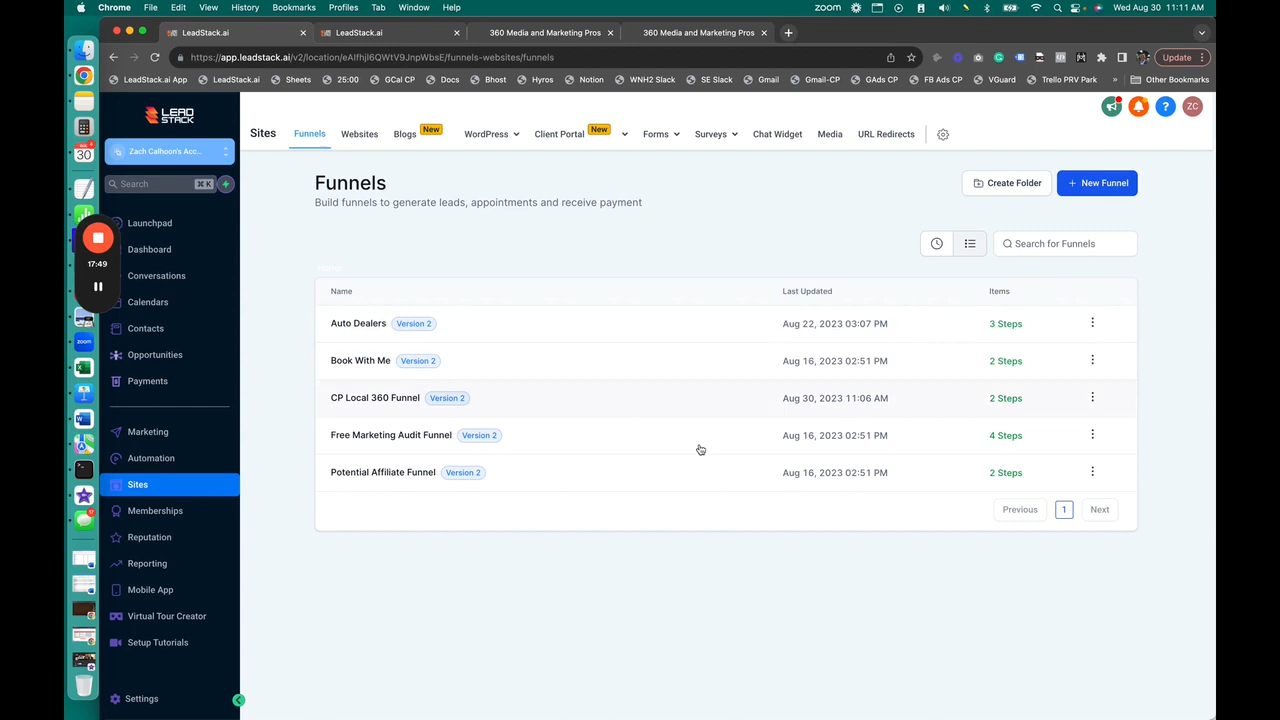 Chrome File Edit View History Bookmarks Profiles Tab Window Help zoom Wed Aug 30 11:11 AM
LeadStack.ai LeadStack.ai 360 Media and Marketing Pros 360 Media and Marketing Pros
https://app.leadstack.ai/v2/location/eAIfhjl6QWtV9JnpWbsE/funnels-websites/funnels Update
LeadStack.ai App LeadStack.ai Sheets 25:00 GCal CP Docs Bhost Hyros Notion WNH2 Slack SE Slack Gmail Gmail-CP GAds CP FB Ads CP VGuard Trello PRV Park » Other Bookmarks
LEAD
STACK
ZC
Sites Funnels Websites Blogs New WordPress Client Portal New Forms Surveys Chat Widget Media URL Redirects
Zach Calhoun's Acc...
30
Search ⌘ K
Funnels
Build funnels to generate leads, appointments and receive payment
Create Folder
+ New Funnel
Search for Funnels
Home
Name Last Updated Items
Auto Dealers Version 2 Aug 22, 2023 03:07 PM 3 Steps
Book With Me Version 2 Aug 16, 2023 02:51 PM 2 Steps
CP Local 360 Funnel Version 2 Aug 30, 2023 11:06 AM 2 Steps
Free Marketing Audit Funnel Version 2 Aug 16, 2023 02:51 PM 4 Steps
Potential Affiliate Funnel Version 2 Aug 16, 2023 02:51 PM 2 Steps
Previous 1 Next
17:49
Launchpad
Dashboard
Conversations
Calendars
Contacts
Opportunities
Payments
Marketing
Automation
Sites
Memberships
Reputation
Reporting
Mobile App
Virtual Tour Creator
Setup Tutorials
Settings
zoom
17